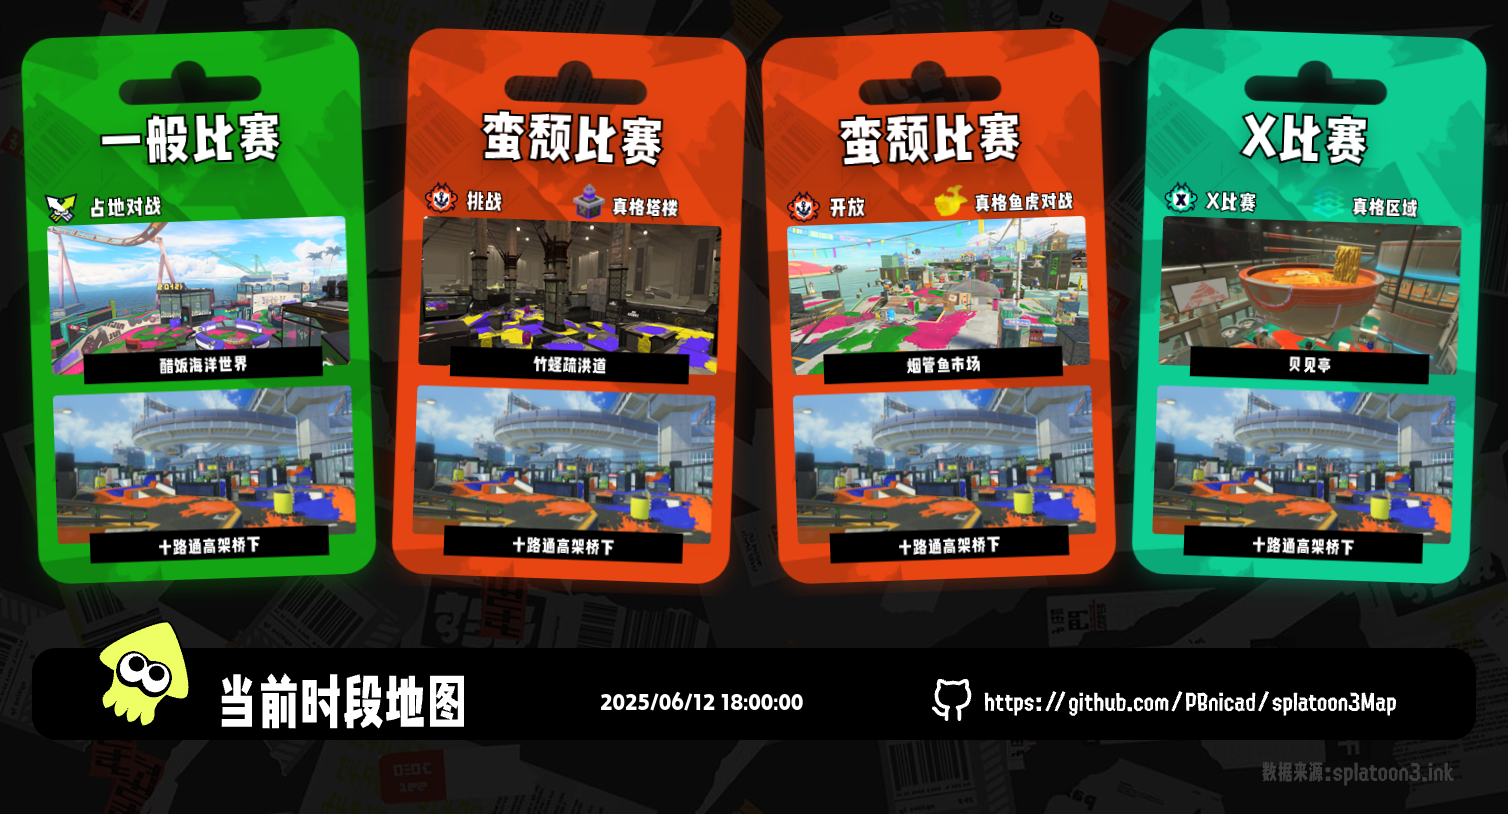 一般比赛
占地对战
醋饭海洋世界
十路通高架桥下
蛮颓比赛
挑战
真格塔楼
竹蛏疏洪道
十路通高架桥下
蛮颓比赛
开放
真格鱼虎对战
烟管鱼市场
十路通高架桥下
X比赛
X比赛
真格区域
贝见亭
十路通高架桥下
当前时段地图
2025/06/12 18:00:00
https://github.com/PBnicad/splatoon3Map
数据来源:splatoon3.ink